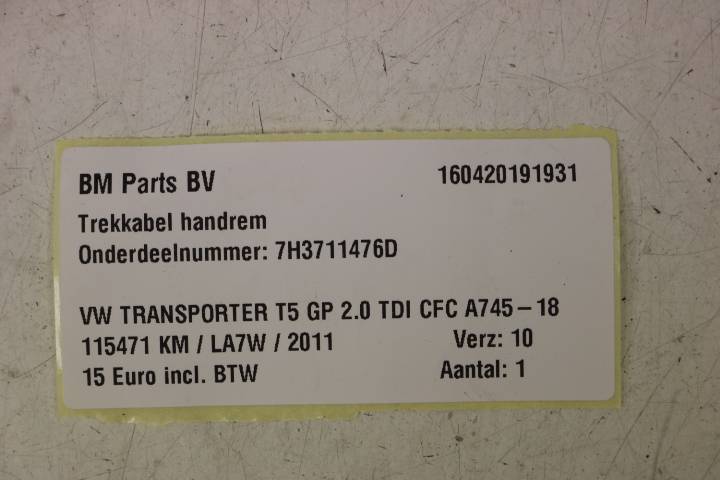 BM Parts BV 160420191931
Trekkabel handrem
Onderdeelnummer: 7H3711476D
VW TRANSPORTER T5 GP 2.0 TDI CFC A745-18
115471 KM / LA7W / 2011 Verz: 10
15 Euro incl. BTW Aantal: 1